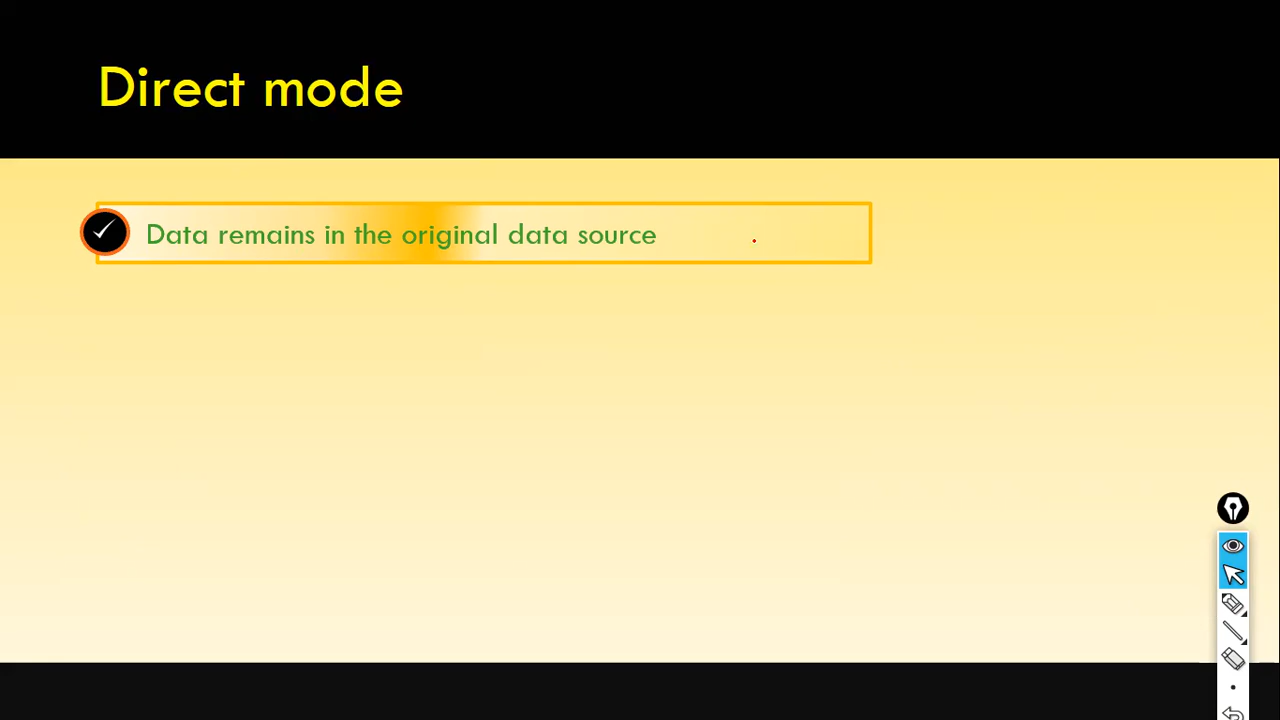 Direct mode
Data remains in the original data source